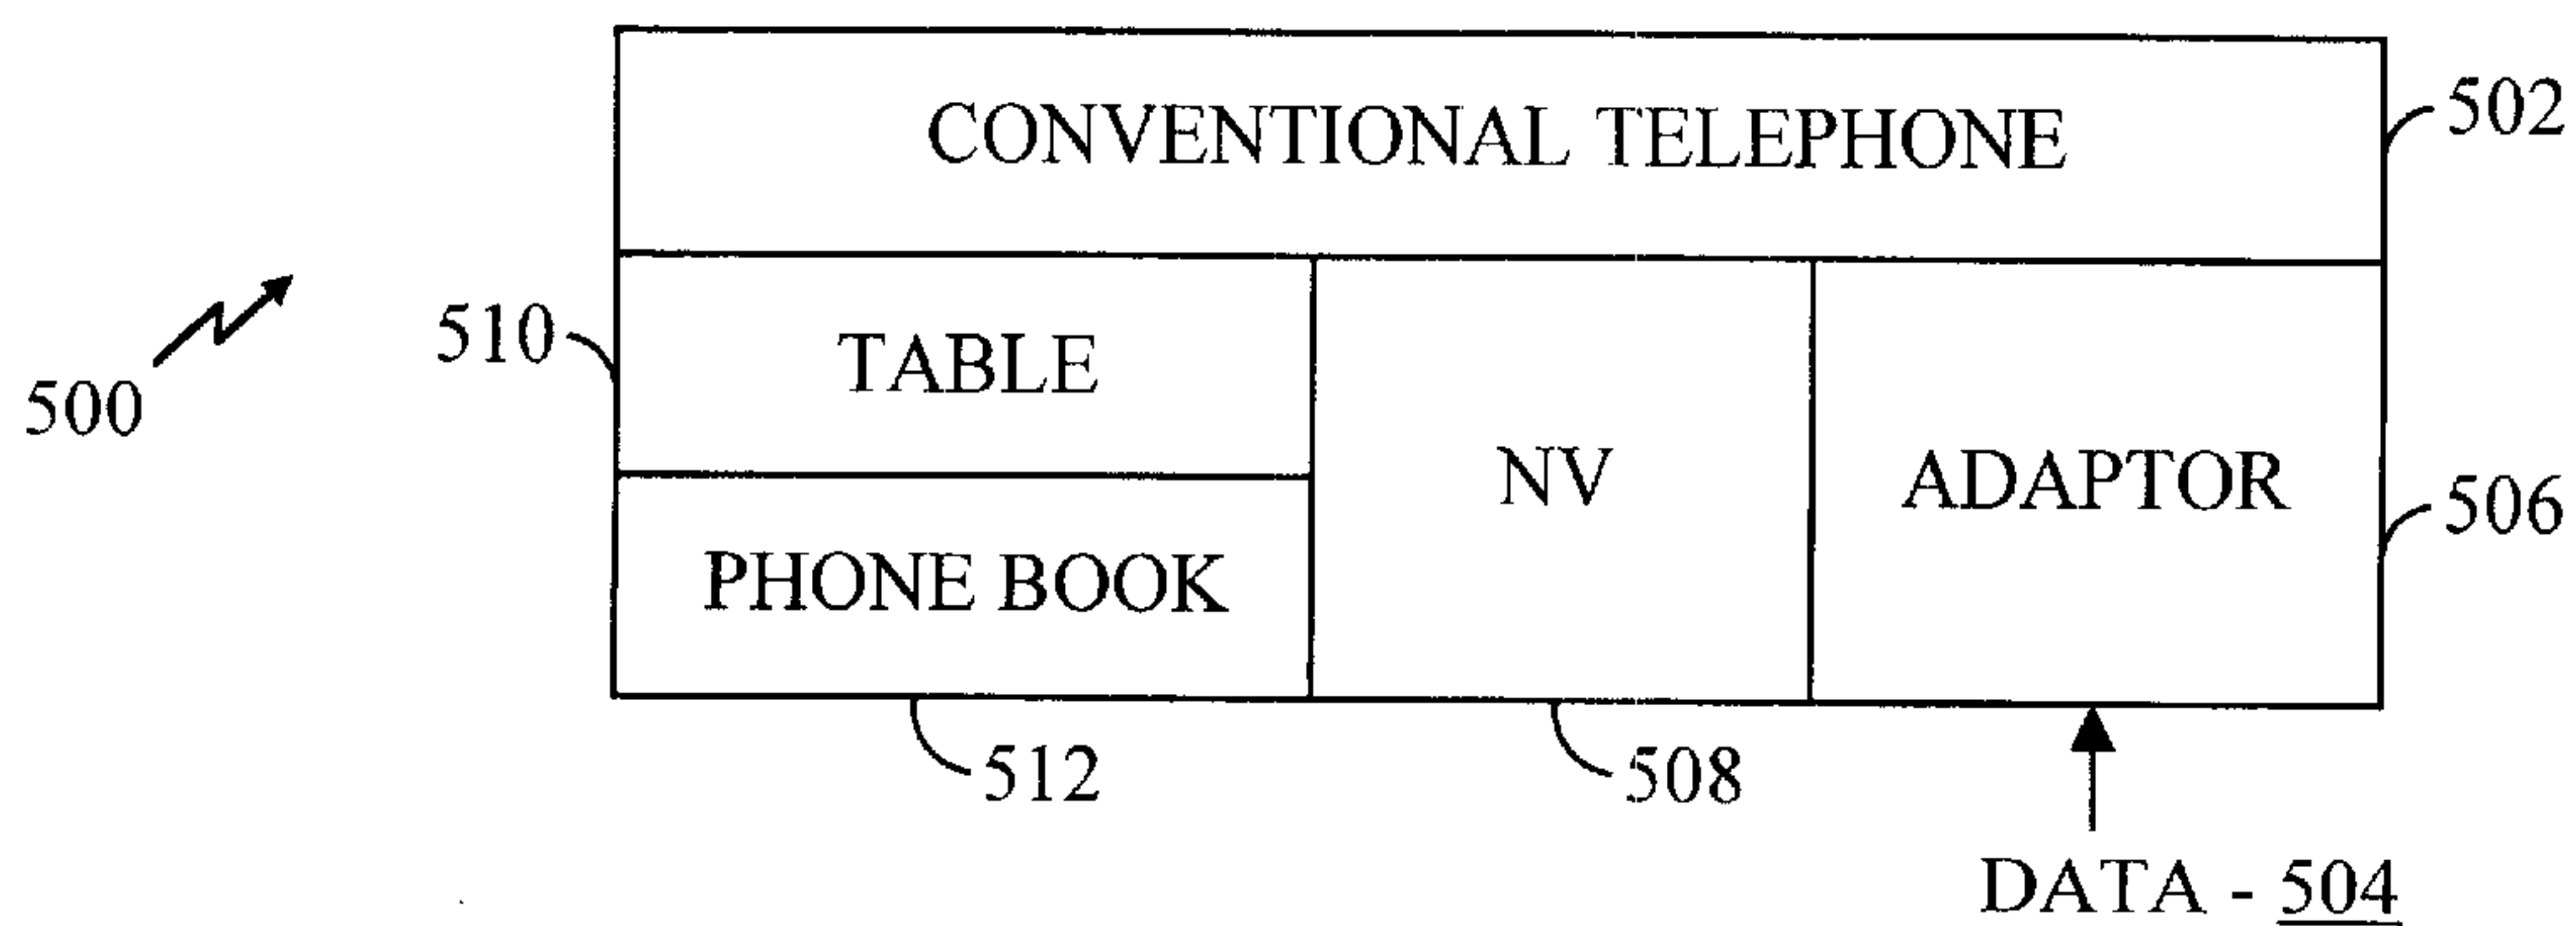 CONVENTIONAL TELEPHONE
502
510
TABLE
500
NV
ADAPTOR
506
PHONE BOOK
512
508
DATA - 504